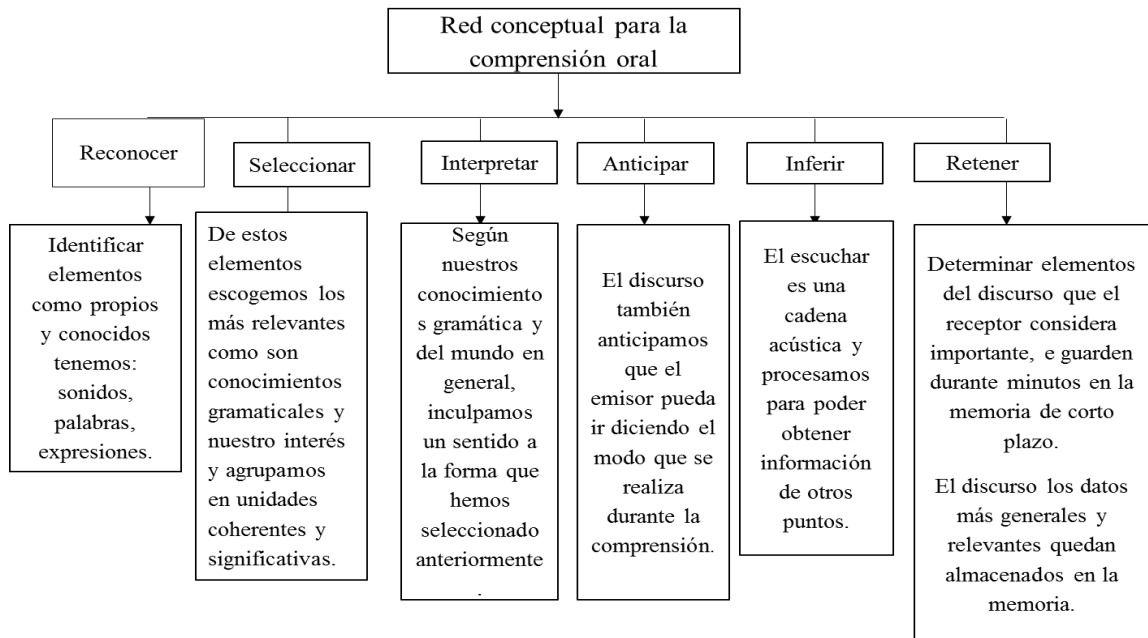 Red conceptual para la
comprensión oral
Reconocer
Seleccionar
Interpretar
Anticipar
Inferir
Retener
Identificar
elementos
como propios
y conocidos
tenemos:
sonidos,
palabras,
expresiones.
De estos
elementos
escogemos los
más relevantes
como son
conocimientos
gramaticales y
nuestro interés
y agrupamos
en unidades
coherentes y
significativas.
Según
nuestros
conocimiento
s gramática y
del mundo en
general,
inculpamos
un sentido a
la forma que
hemos
seleccionado
anteriormente
.
El discurso
también
anticipamos
que el
emisor pueda
ir diciendo el
modo que se
realiza
durante la
comprensión.
El escuchar
es una
cadena
acústica y
procesamos
para poder
obtener
información
de otros
puntos.
Determinar elementos
del discurso que el
receptor considera
importante, e guarden
durante minutos en la
memoria de corto
plazo.
El discurso los datos
más generales y
relevantes quedan
almacenados en la
memoria.